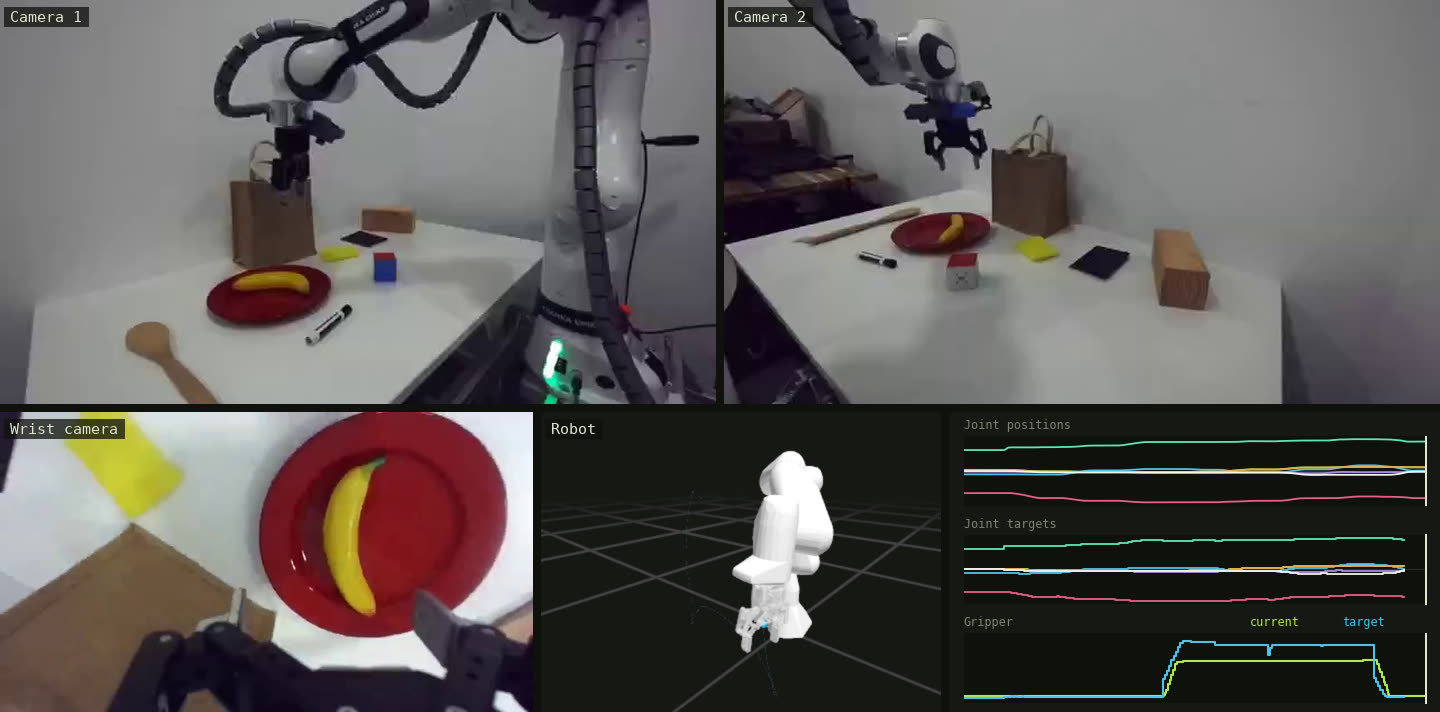 Camera 1
Camera 2
Wrist camera
Robot
Joint positions
Joint targets
Gripper
current
target